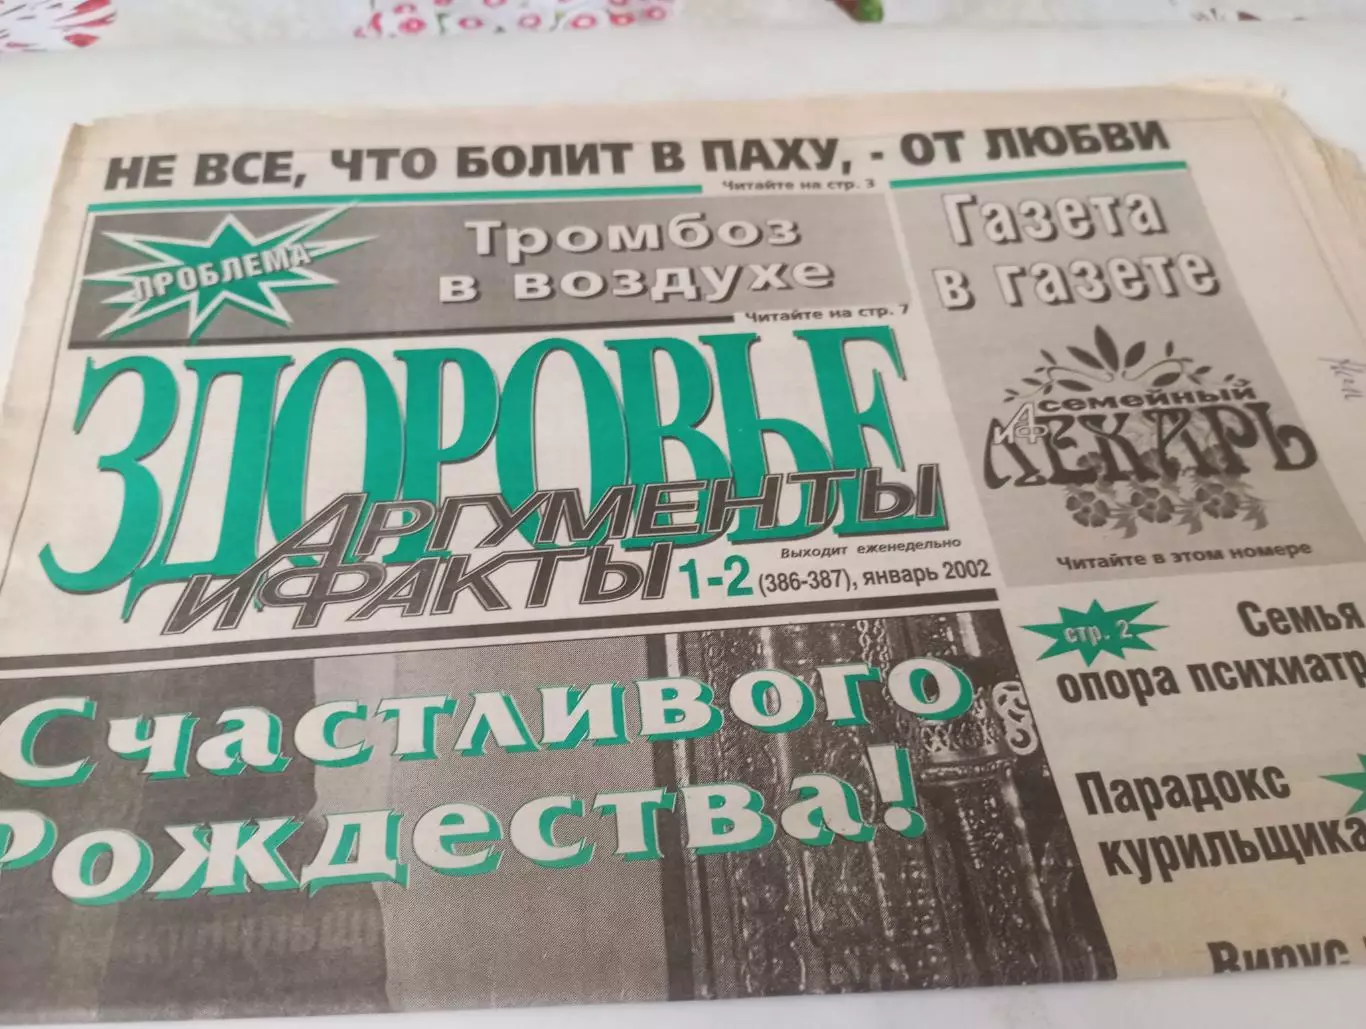 НЕ ВСЕ, ЧТО БОЛИТ В ПАХУ, - ОТ ЛЮБВИ
Читайте на стр. 3
ПРОБЛЕМА
Тромбоз
в воздухе
Читайте на стр. 7
Газета
в газете
АиФ
семейный
ЛЕКАРЬ
Читайте в этом номере
ЗДОРОВЬЕ
АРГУМЕНТЫ
И ФАКТЫ
Выходит еженедельно
1-2 (386-387), январь 2002
Счастливого
Рождества!
стр. 2
Семья
опора психиатр
Парадокс
курильщика
Вирус